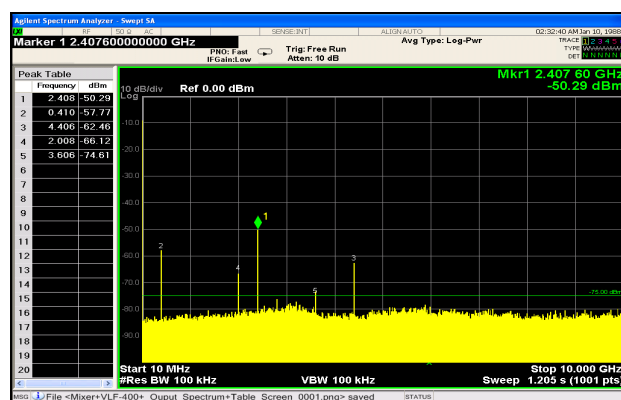 Agilent Spectrum Analyzer - Swept SA
RF 50 Ω AC SENSE:INT ALIGN AUTO 02:32:40 AM Jan 10, 1988
Marker 1 2.407600000000 GHz
PNO: Fast
IFGain:Low
Trig: Free Run
Atten: 10 dB
Avg Type: Log-Pwr
TRACE 1 2 3 4 5
TYPE
DET N N N N N
Peak Table
Frequency dBm
1 2.408 -50.29
2 0.410 -57.77
3 4.406 -62.46
4 2.008 -66.12
5 3.606 -74.61
6
7
8
9
10
11
12
13
14
15
16
17
18
19
20
Mkr1 2.407 60 GHz
-50.29 dBm
10 dB/div Ref 0.00 dBm
Log
-10.0
-20.0
-30.0
-40.0
-50.0
-60.0
-70.0
-80.0
-90.0
1
2
3
4
5
-75.00 dBm
Start 10 MHz Stop 10.000 GHz
#Res BW 100 kHz VBW 100 kHz Sweep 1.205 s (1001 pts)
MSG File <Mixer+VLF-400+_Ouput_Spectrum+Table_Screen_0001.png> saved STATUS